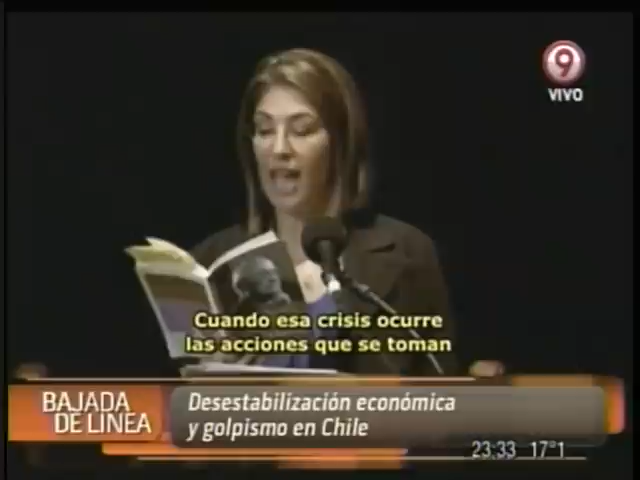 9
VIVO
Cuando esa crisis ocurre
las acciones que se toman
BAJADA
DE LINEA
Desestabilización económica
y golpismo en Chile
23:33 17°1